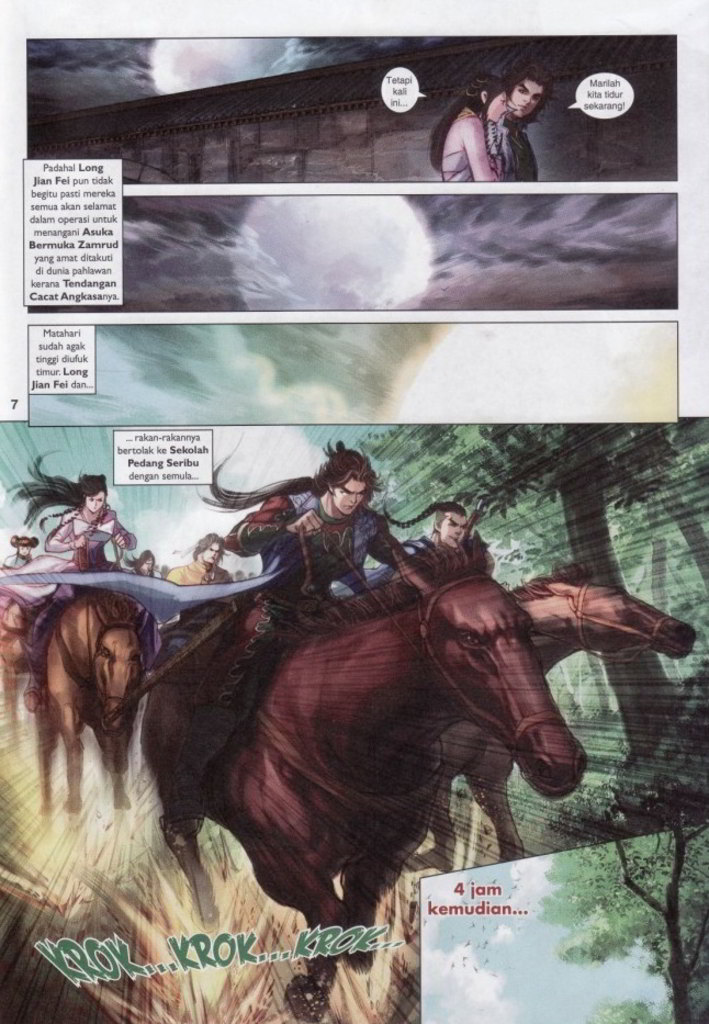 Tetapi
kali
ini...
Marilah
kita tidur
sekarang!
Padahal Long
Jian Fei pun tidak
begitu pasti mereka
semua akan selamat
dalam operasi untuk
menangani Asuka
Bermuka Zamrud
yang amat ditakuti
di dunia pahlawan
kerana Tendangan
Cacat Angkasanya.
Matahari
sudah agak
tinggi diufuk
timur. Long
Jian Fei dan...
7
... rakan-rakannya
bertolak ke Sekolah
Pedang Seribu
dengan semula...
4 jam
kemudian...
KROK...KROK...KROK...